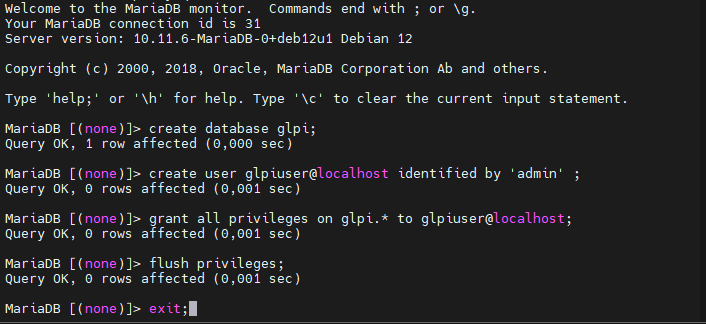 Welcome to the MariaDB monitor.  Commands end with ; or \g.
Your MariaDB connection id is 31
Server version: 10.11.6-MariaDB-0+deb12u1 Debian 12
Copyright (c) 2000, 2018, Oracle, MariaDB Corporation Ab and others.
Type 'help;' or '\h' for help. Type '\c' to clear the current input statement.
MariaDB [(none)]> create database glpi;
Query OK, 1 row affected (0,000 sec)
MariaDB [(none)]> create user glpiuser@localhost identified by 'admin' ;
Query OK, 0 rows affected (0,001 sec)
MariaDB [(none)]> grant all privileges on glpi.* to glpiuser@localhost;
Query OK, 0 rows affected (0,001 sec)
MariaDB [(none)]> flush privileges;
Query OK, 0 rows affected (0,001 sec)
MariaDB [(none)]> exit;